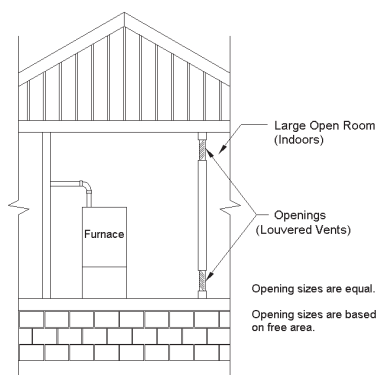 Large Open Room
(Indoors)
Furnace
Openings
(Louvered Vents)
Opening sizes are equal.
Opening sizes are based
on free area.